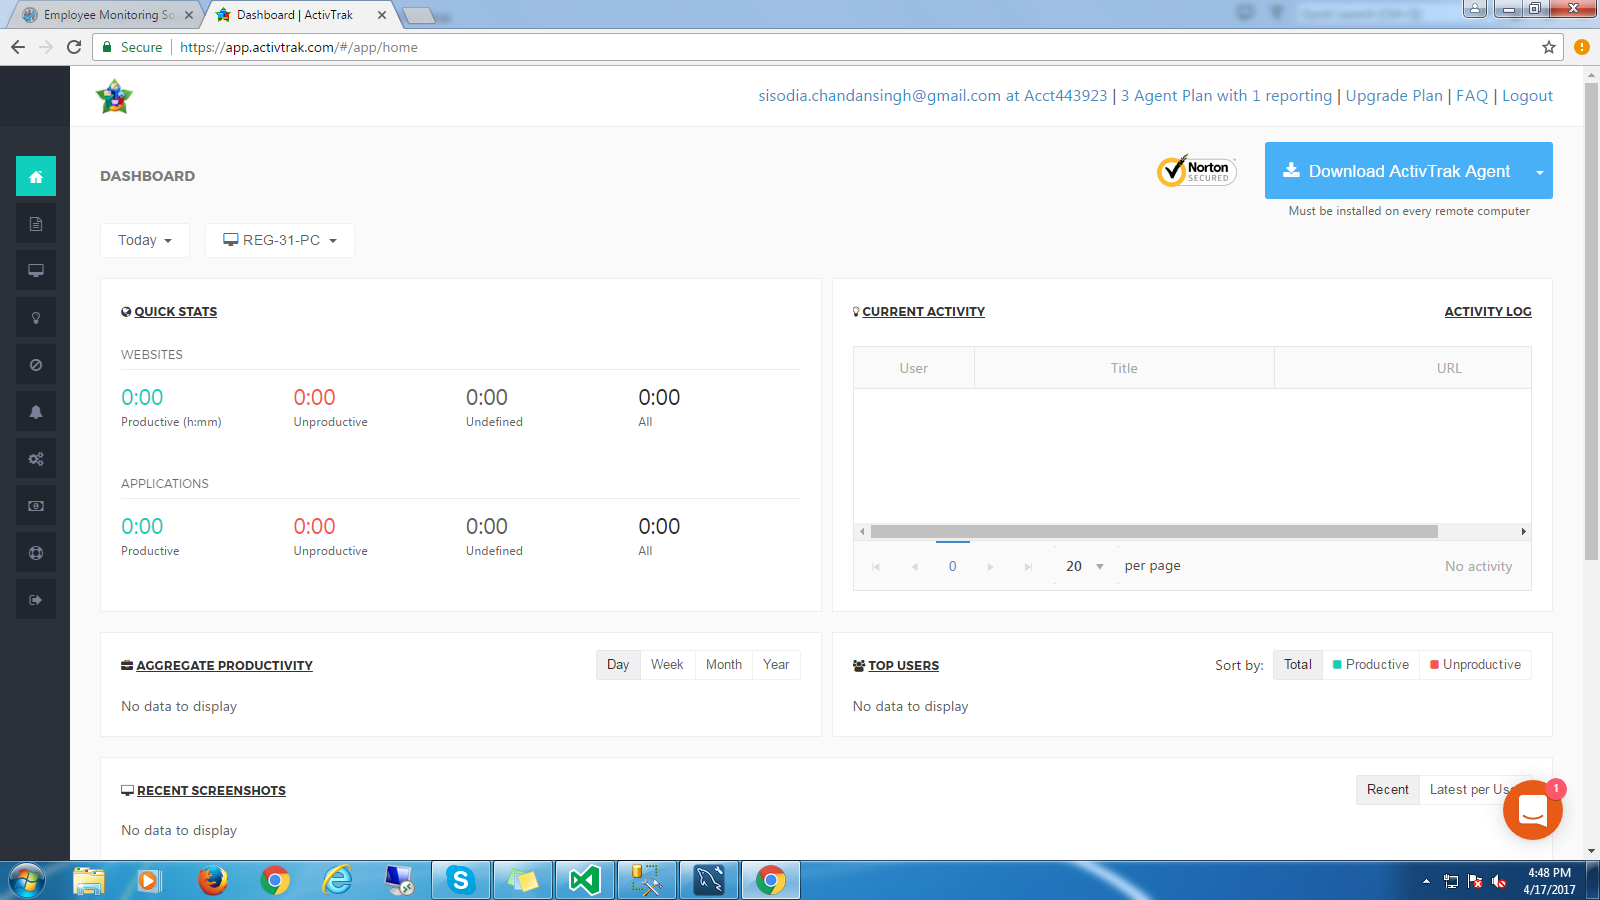 Employee Monitoring So
Dashboard | ActivTrak
Secure
https://app.activtrak.com/#/app/home
sisodia.chandansingh@gmail.com at Acct443923 | 3 Agent Plan with 1 reporting | Upgrade Plan | FAQ | Logout
DASHBOARD
Norton
SECURED
Download ActivTrak Agent
Must be installed on every remote computer
Today
REG-31-PC
QUICK STATS
WEBSITES
0:00 0:00 0:00 0:00
Productive (h:mm) Unproductive Undefined All
APPLICATIONS
0:00 0:00 0:00 0:00
Productive Unproductive Undefined All
CURRENT ACTIVITY
ACTIVITY LOG
User Title URL
0 20 per page No activity
AGGREGATE PRODUCTIVITY
Day Week Month Year
No data to display
TOP USERS
Sort by: Total Productive Unproductive
No data to display
RECENT SCREENSHOTS
Recent Latest per Us
No data to display
1
4:48 PM
4/17/2017